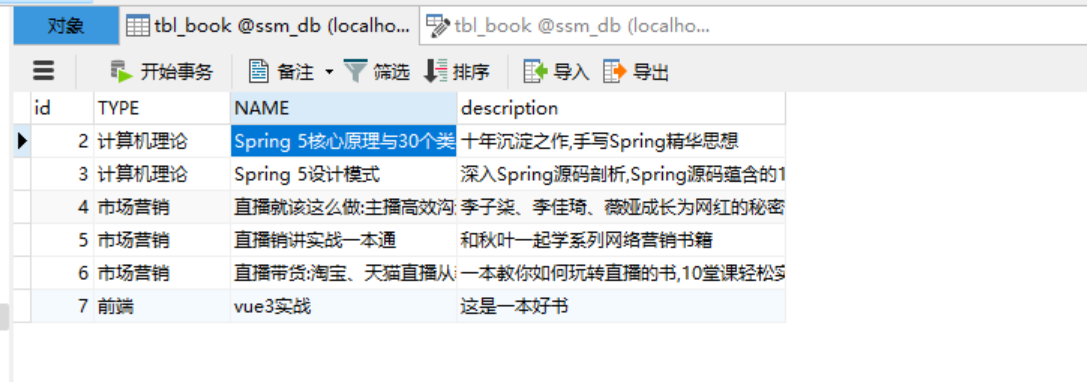 对象 tbl_book @ssm_db (localho... tbl_book @ssm_db (localho...
开始事务 备注 筛选 排序 导入 导出
id TYPE NAME description
2 计算机理论 Spring 5核心原理与30个类 十年沉淀之作,手写Spring精华思想
3 计算机理论 Spring 5设计模式 深入Spring源码剖析,Spring源码蕴含的1
4 市场营销 直播就该这么做:主播高效沟 李子柒、李佳琦、薇娅成长为网红的秘密
5 市场营销 直播销讲实战一本通 和秋叶一起学系列网络营销书籍
6 市场营销 直播带货:淘宝、天猫直播从 一本教你如何玩转直播的书,10堂课轻松实
7 前端 vue3实战 这是一本好书